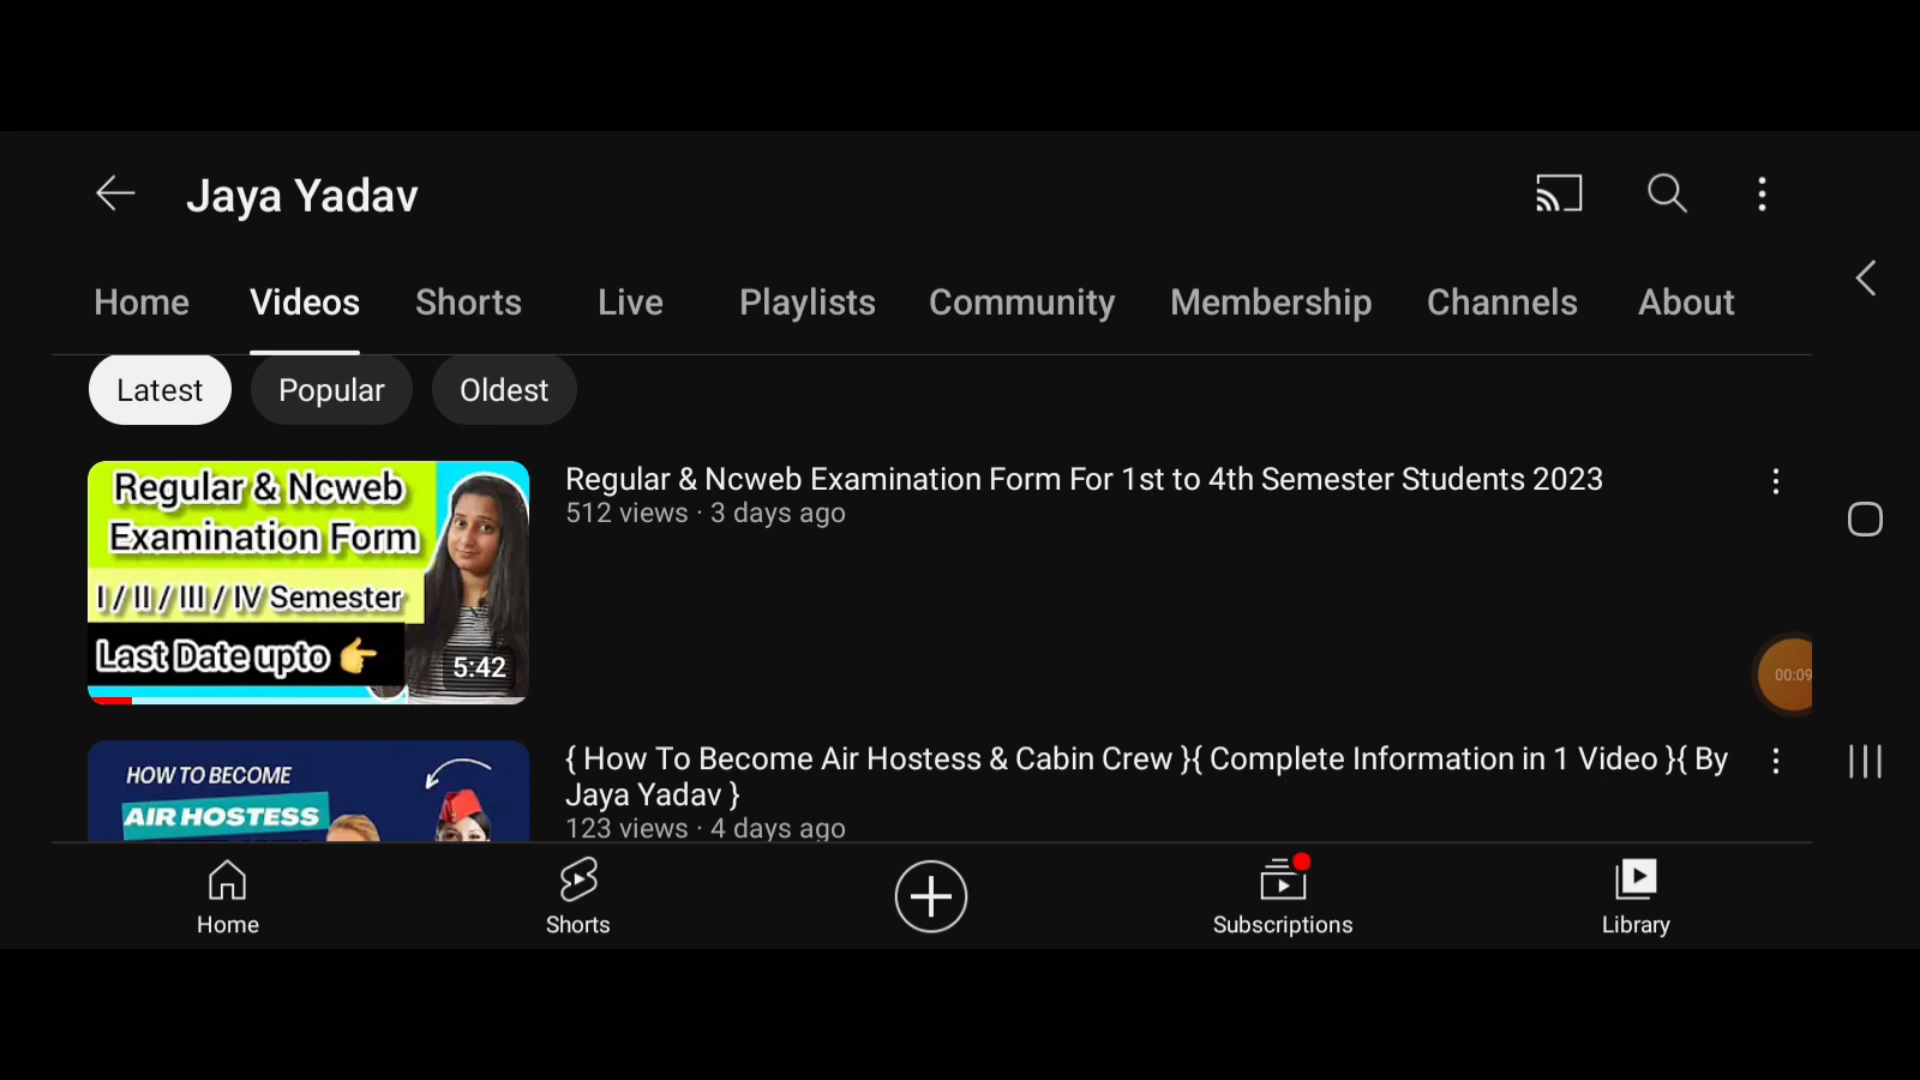 Jaya Yadav
Home Videos Shorts Live Playlists Community Membership Channels About
Latest Popular Oldest
Regular & Ncweb
Examination Form
I / II / III / IV Semester
Last Date upto 👉
5:42
Regular & Ncweb Examination Form For 1st to 4th Semester Students 2023
512 views · 3 days ago
00:09
HOW TO BECOME
AIR HOSTESS
{ How To Become Air Hostess & Cabin Crew }{ Complete Information in 1 Video }{ By
Jaya Yadav }
123 views · 4 days ago
Home Shorts Subscriptions Library